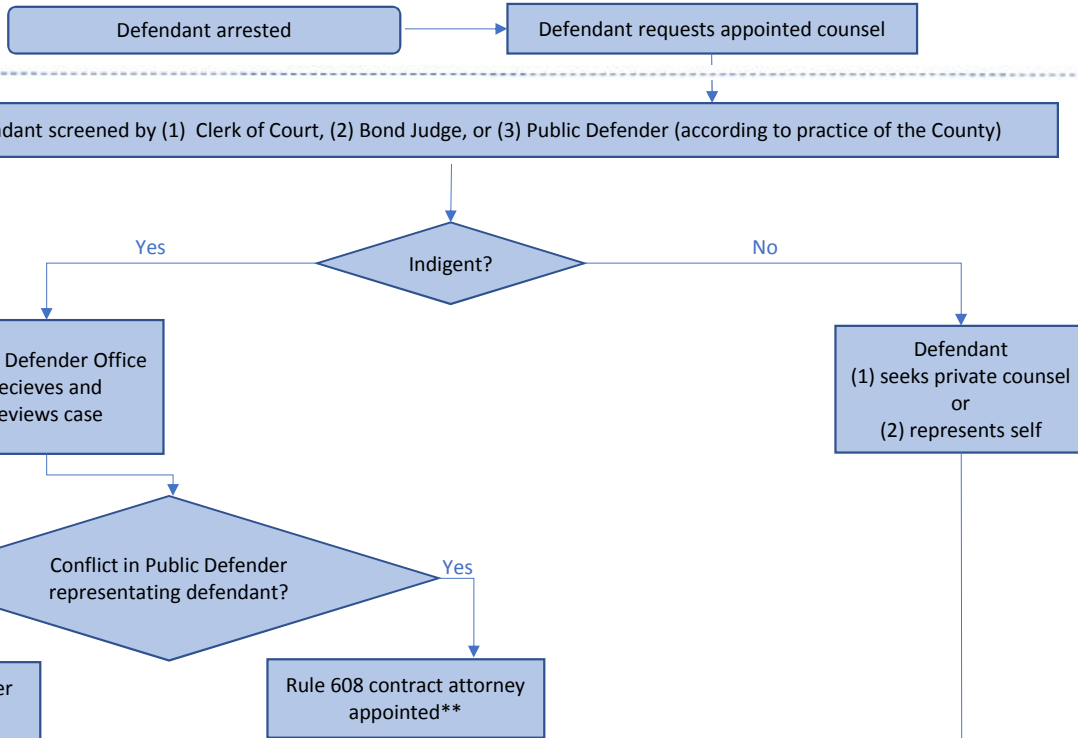 Defendant arrested
Defendant requests appointed counsel
ndant screened by (1) Clerk of Court, (2) Bond Judge, or (3) Public Defender (according to practice of the County)
Yes
Indigent?
No
Defender Office
ecieves and
eviews case
Defendant
(1) seeks private counsel
or
(2) represents self
Conflict in Public Defender
representating defendant?
Yes
er
Rule 608 contract attorney
appointed**